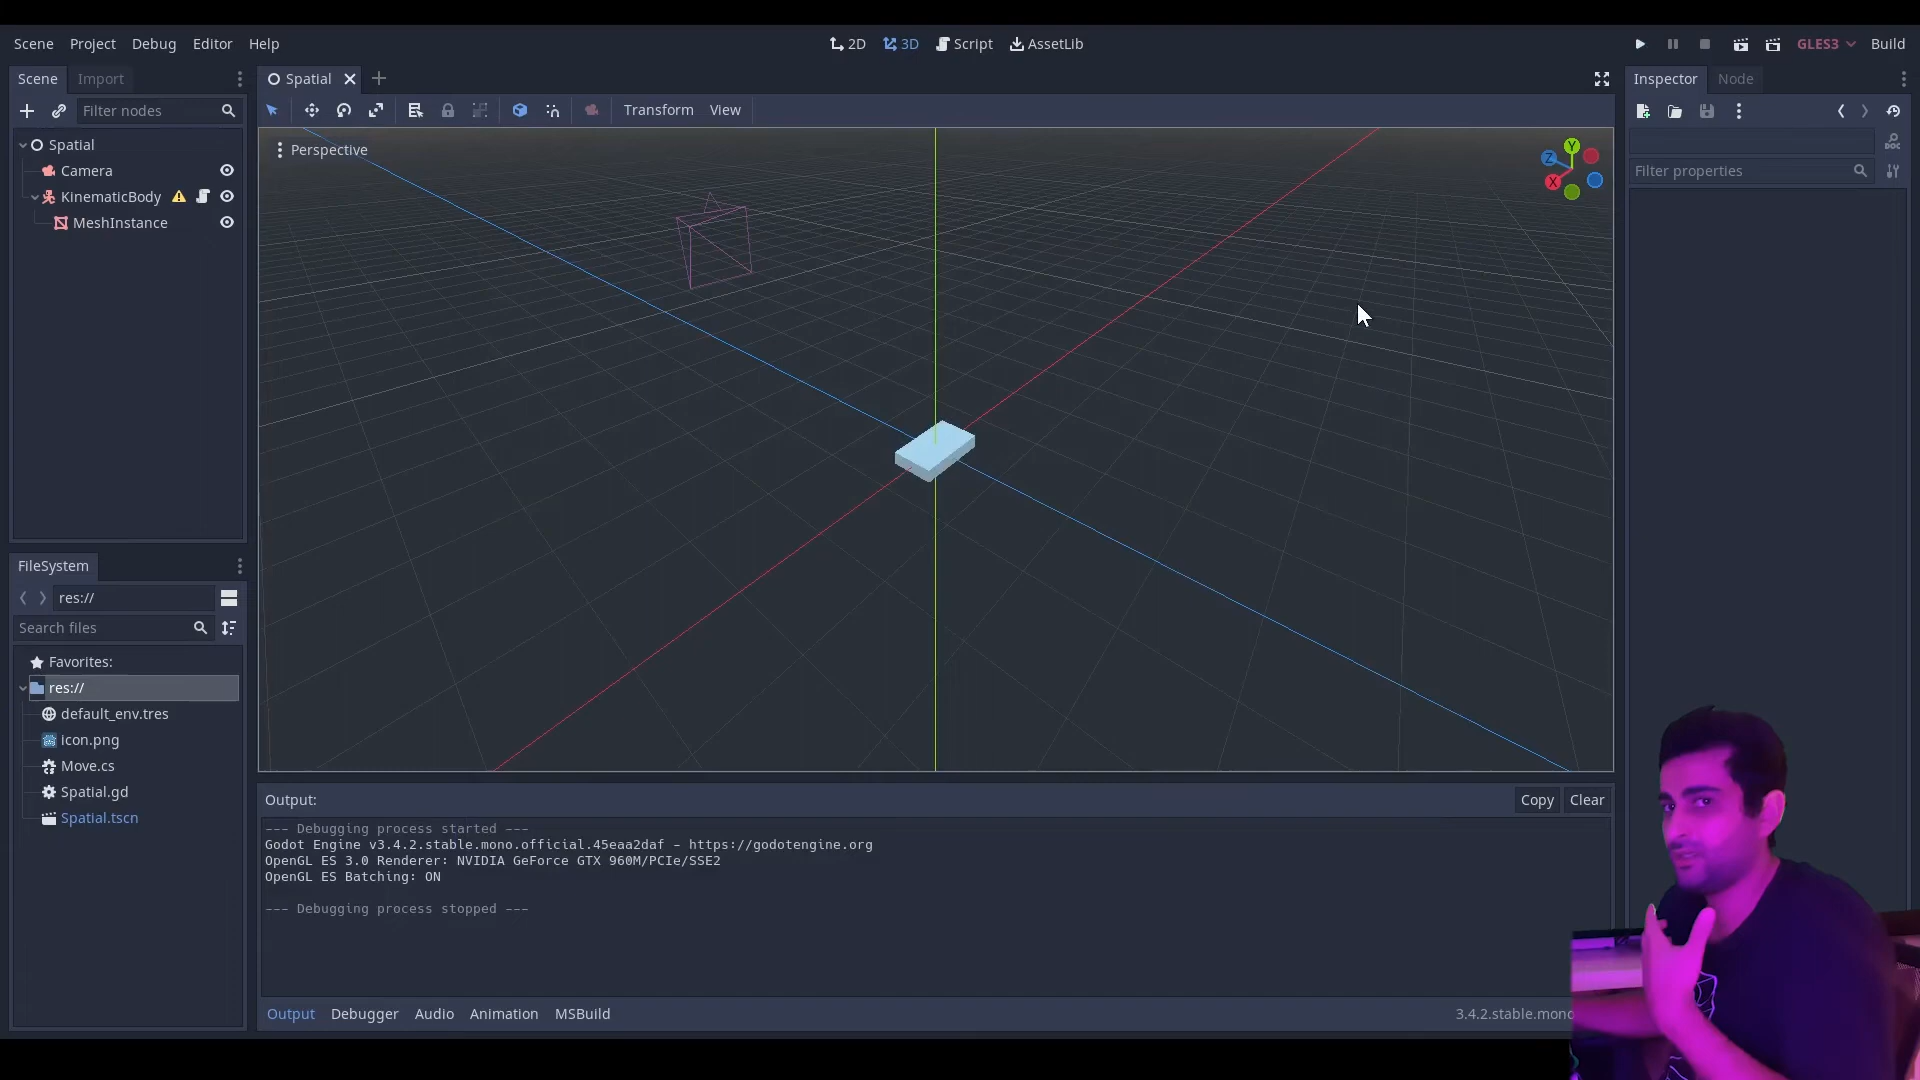 Scene Project Debug Editor Help
2D 3D Script AssetLib
GLES3 Build
Scene Import
Filter nodes
Spatial
Camera
KinematicBody
MeshInstance
FileSystem
res://
Search files
Favorites:
res://
default_env.tres
icon.png
Move.cs
Spatial.gd
Spatial.tscn
Spatial
Transform View
Perspective
Y
Z
X
Output:
Copy Clear
--- Debugging process started ---
Godot Engine v3.4.2.stable.mono.official.45eaa2daf - https://godotengine.org
OpenGL ES 3.0 Renderer: NVIDIA GeForce GTX 960M/PCIe/SSE2
OpenGL ES Batching: ON
--- Debugging process stopped ---
Output Debugger Audio Animation MSBuild
3.4.2.stable.mono
Inspector Node
DOC
Filter properties